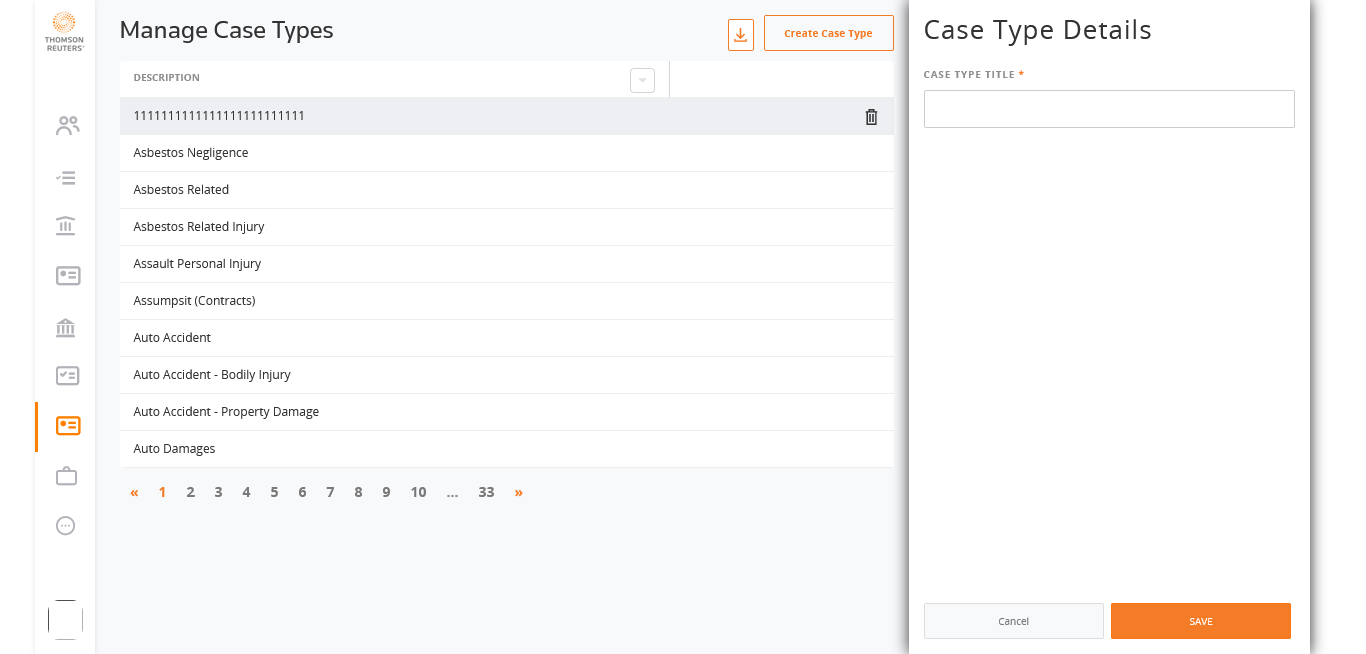 THOMSON
REUTERS
Manage Case Types
Create Case Type
DESCRIPTION
1111111111111111111111111
Asbestos Negligence
Asbestos Related
Asbestos Related Injury
Assault Personal Injury
Assumpsit (Contracts)
Auto Accident
Auto Accident - Bodily Injury
Auto Accident - Property Damage
Auto Damages
« 1 2 3 4 5 6 7 8 9 10 ... 33 »
Case Type Details
CASE TYPE TITLE *
Cancel
SAVE